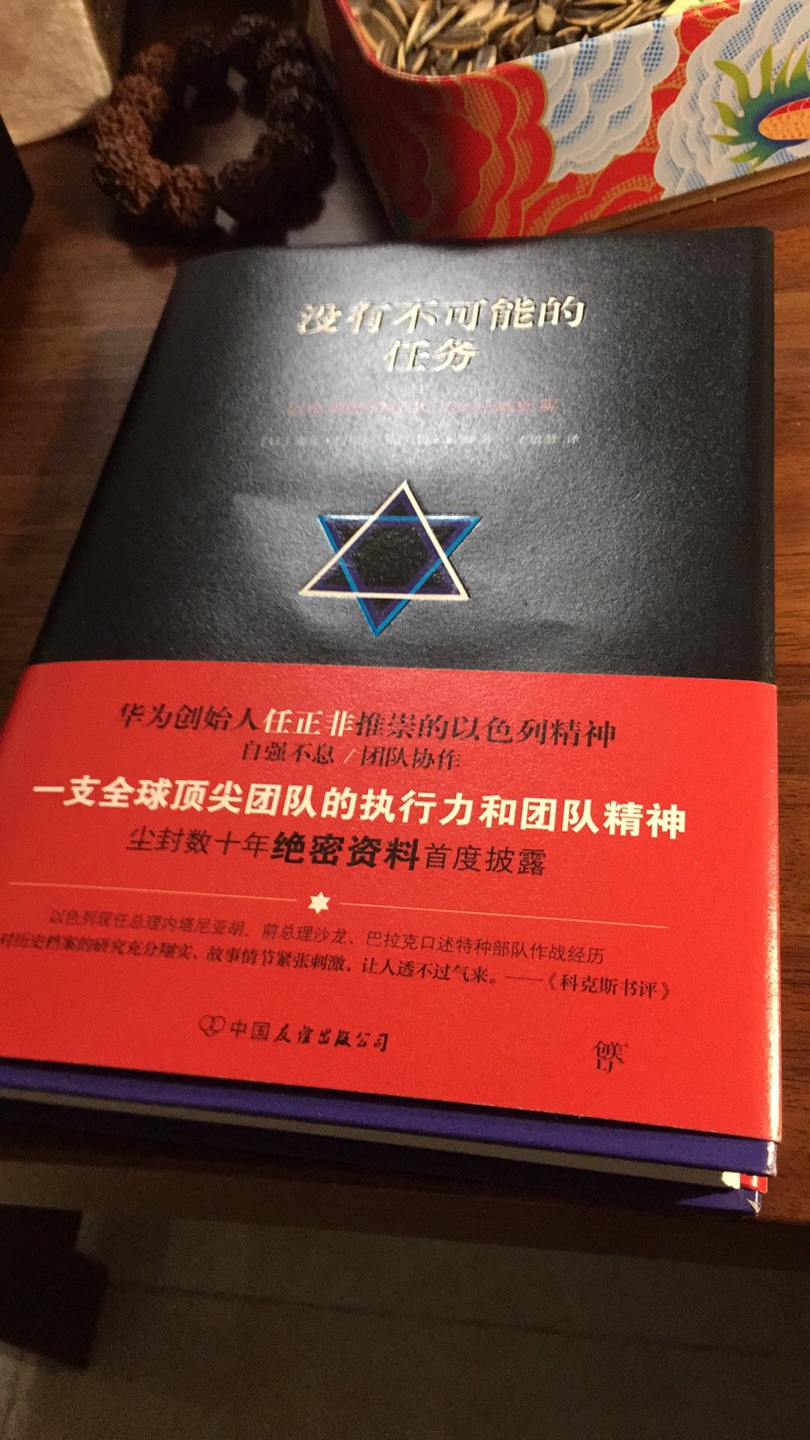 没有不可能的
任务
译
华为创始人任正非推崇的以色列精神
自强不息 / 团队协作
一支全球顶尖团队的执行力和团队精神
尘封数十年绝密资料首度披露
以色列现任总理内塔尼亚胡、前总理沙龙、巴拉克口述特种部队作战经历
对历史档案的研究充分翔实，故事情节紧张刺激，让人透不过气来。——《科克斯书评》
中国友谊出版公司
创美